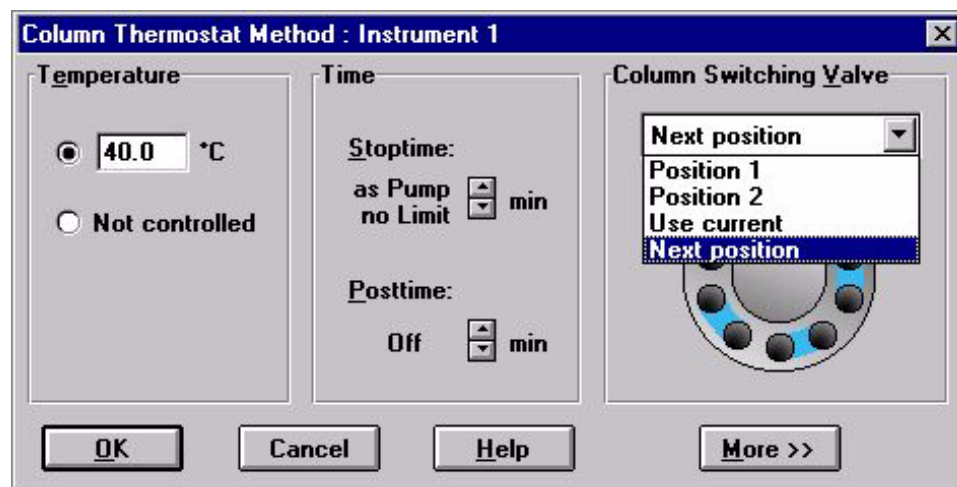 Column Thermostat Method : Instrument 1
Temperature
40.0 °C
Not controlled
Time
Stoptime:
as Pump
no Limit
min
Posttime:
Off
min
Column Switching Valve
Next position
Position 1
Position 2
Use current
Next position
OK
Cancel
Help
More >>